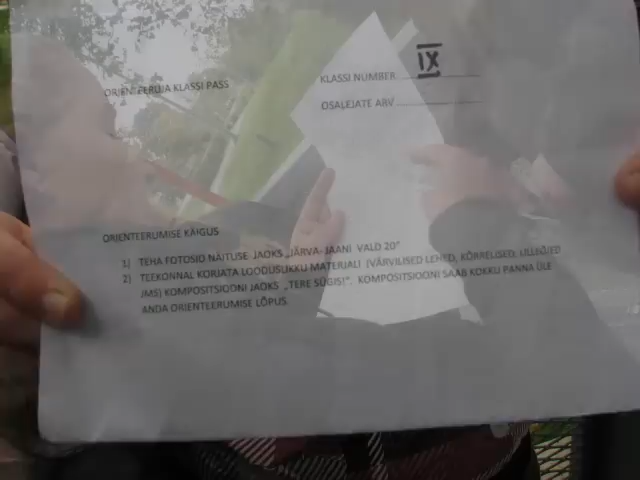 ORIENTEERUJA KLASSI PASS
KLASSI NUMBER IX
OSALEJATE ARV
ORIENTEERUMISE KÄIGUS
1) TEHA FOTOSID NÄITUSE JAOKS „JÄRVA-JAANI VALD 20"
2) TEEKONNAL KORJATA LOODUSLIKU MATERJALI (VÄRVILISED LEHED, KÕRRELISED, LILLEÕIED
JMS) KOMPOSITSIOONI JAOKS „TERE SÜGIS!". KOMPOSITSIOONI SAAB KOKKU PANNA ÜLE
ANDA ORIENTEERUMISE LÕPUS